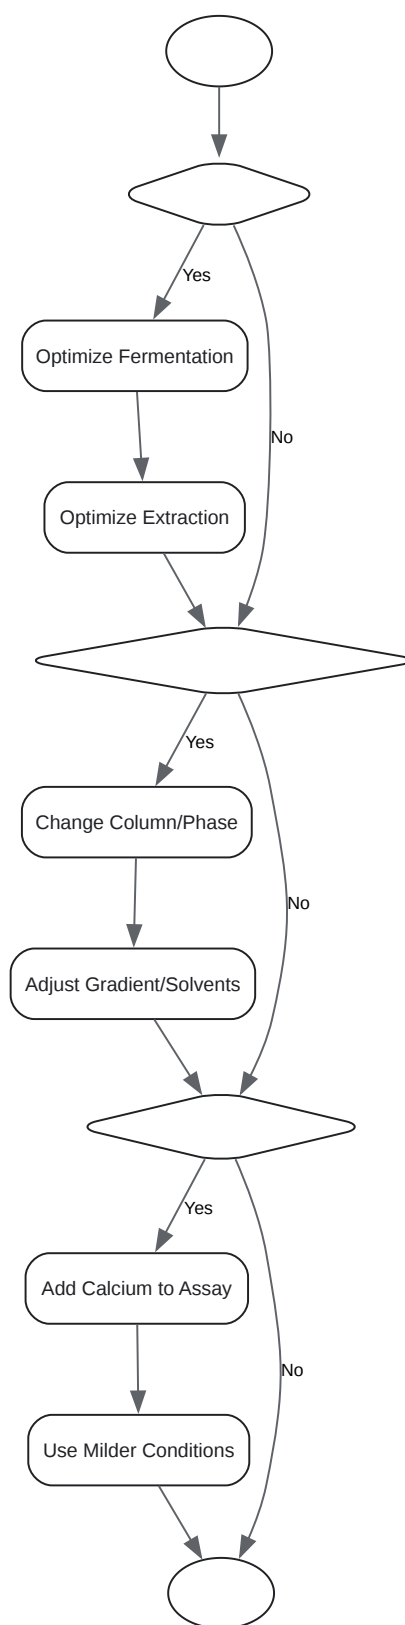 Yes
Optimize Fermentation
No
Optimize Extraction
Yes
Change Column/Phase
No
Adjust Gradient/Solvents
Yes
Add Calcium to Assay
No
Use Milder Conditions